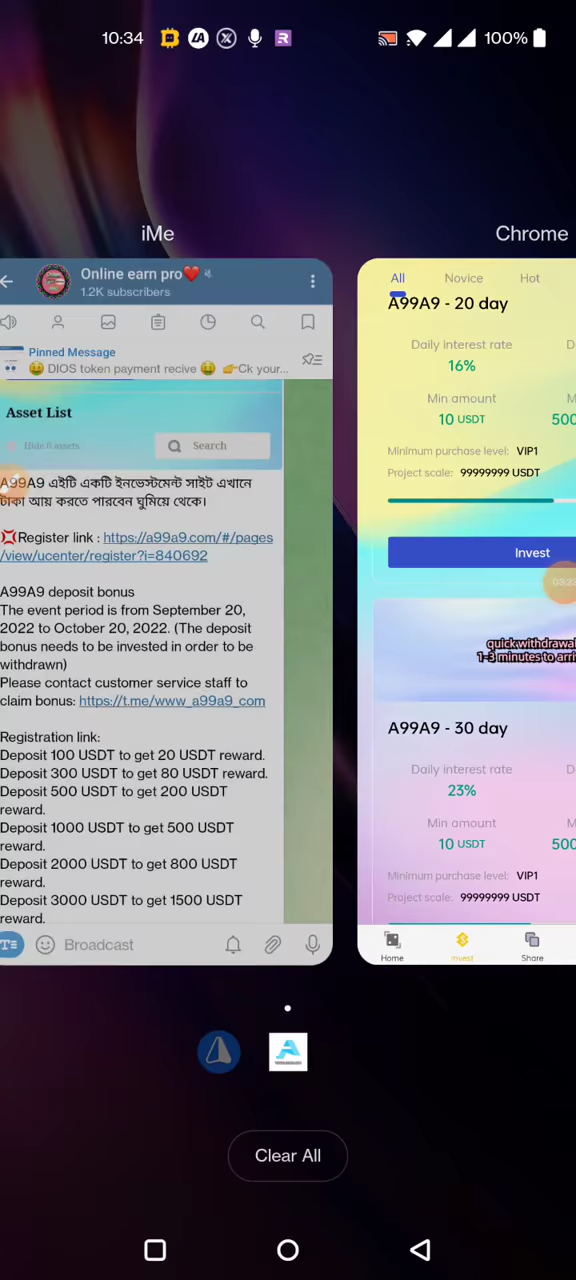 10:34
100%
iMe
Chrome
Online earn pro❤️
1.2K subscribers
Pinned Message
🤑 DIOS token payment recive 🤑 👉Ck your...
Asset List
Hide 0 assets
Search
A99A9 এইটি একটি ইনভেস্টমেন্ট সাইট এখানে
টাকা আয় করতে পারবেন ঘুমিয়ে থেকে।
💢Register link : https://a99a9.com/#/pages
/view/ucenter/register?i=840692
A99A9 deposit bonus
The event period is from September 20,
2022 to October 20, 2022. (The deposit
bonus needs to be invested in order to be
withdrawn)
Please contact customer service staff to
claim bonus: https://t.me/www_a99a9_com
Registration link:
Deposit 100 USDT to get 20 USDT reward.
Deposit 300 USDT to get 80 USDT reward.
Deposit 500 USDT to get 200 USDT
reward.
Deposit 1000 USDT to get 500 USDT
reward.
Deposit 2000 USDT to get 800 USDT
reward.
Deposit 3000 USDT to get 1500 USDT
reward.
Broadcast
All Novice Hot
A99A9 - 20 day
Daily interest rate
16%
Min amount
10 USDT
Minimum purchase level: VIP1
Project scale: 99999999 USDT
Invest
quick withdrawal
1-3 minutes to
A99A9 - 30 day
Daily interest rate
23%
Min amount
10 USDT
Minimum purchase level: VIP1
Project scale: 99999999 USDT
Home Invest Share
Clear All